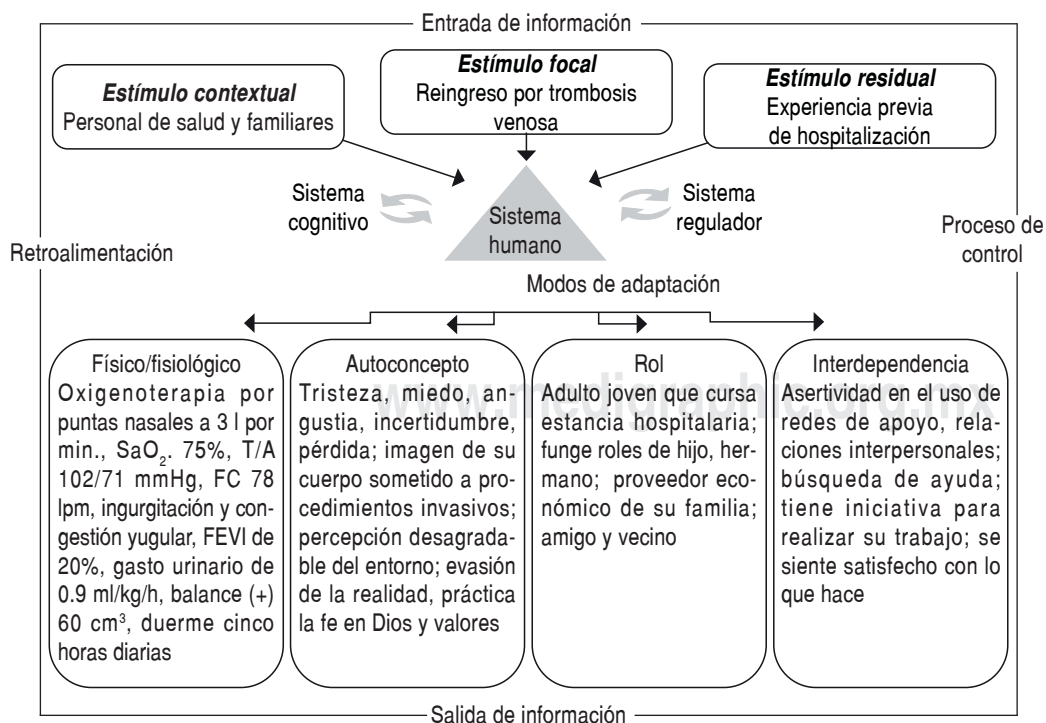 Entrada de información
Estímulo contextual
Personal de salud y familiares
Estímulo focal
Reingreso por trombosis
venosa
Estímulo residual
Experiencia previa
de hospitalización
Sistema
cognitivo
Sistema
humano
Sistema
regulador
Retroalimentación
Proceso de
control
Modos de adaptación
Físico/fisiológico
Oxigenoterapia por
puntas nasales a 3 l por
min., SaO₂. 75%, T/A
102/71 mmHg, FC 78
lpm, ingurgitación y con-
gestión yugular, FEVI de
20%, gasto urinario de
0.9 ml/kg/h, balance (+)
60 cm³, duerme cinco
horas diarias
Autoconcepto
Tristeza, miedo, an-
gustia, incertidumbre,
pérdida; imagen de su
cuerpo sometido a pro-
cedimientos invasivos;
percepción desagrada-
ble del entorno; evasión
de la realidad, práctica
la fe en Dios y valores
Rol
Adulto joven que cursa
estancia hospitalaria;
funge roles de hijo, her-
mano; proveedor eco-
nómico de su familia;
amigo y vecino
Interdependencia
Asertividad en el uso de
redes de apoyo, rela-
ciones interpersonales;
búsqueda de ayuda;
tiene iniciativa para
realizar su trabajo; se
siente satisfecho con lo
que hace
www.medigraphic.org.mx
Salida de información